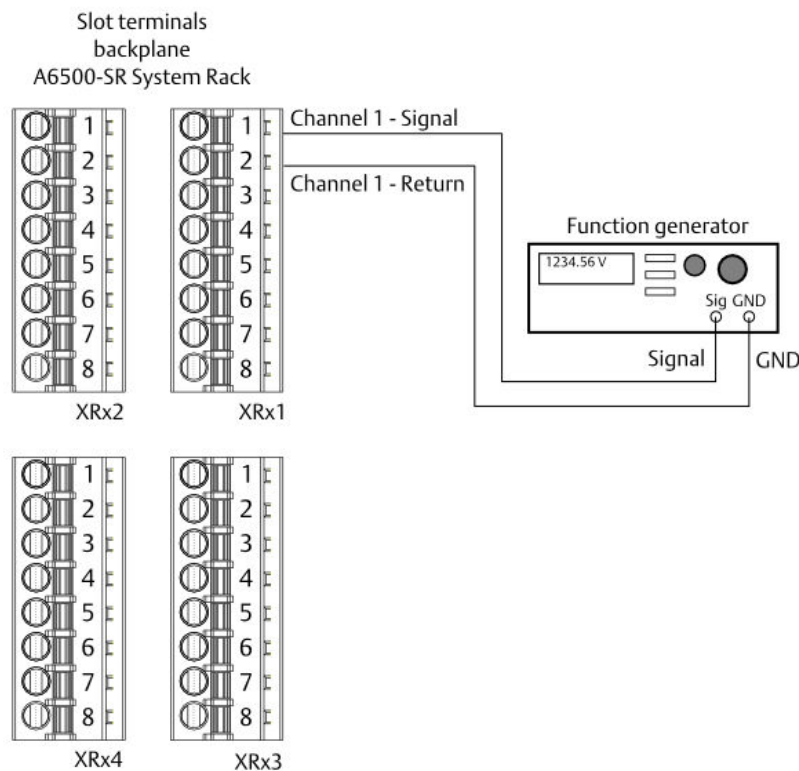 Slot terminals
backplane
A6500-SR System Rack
1
2
3
4
5
6
7
8
XRx2
1
2
3
4
5
6
7
8
XRx1
Channel 1 - Signal
Channel 1 - Return
Function generator
1234.56 V
Sig GND
Signal
GND
1
2
3
4
5
6
7
8
XRx4
1
2
3
4
5
6
7
8
XRx3